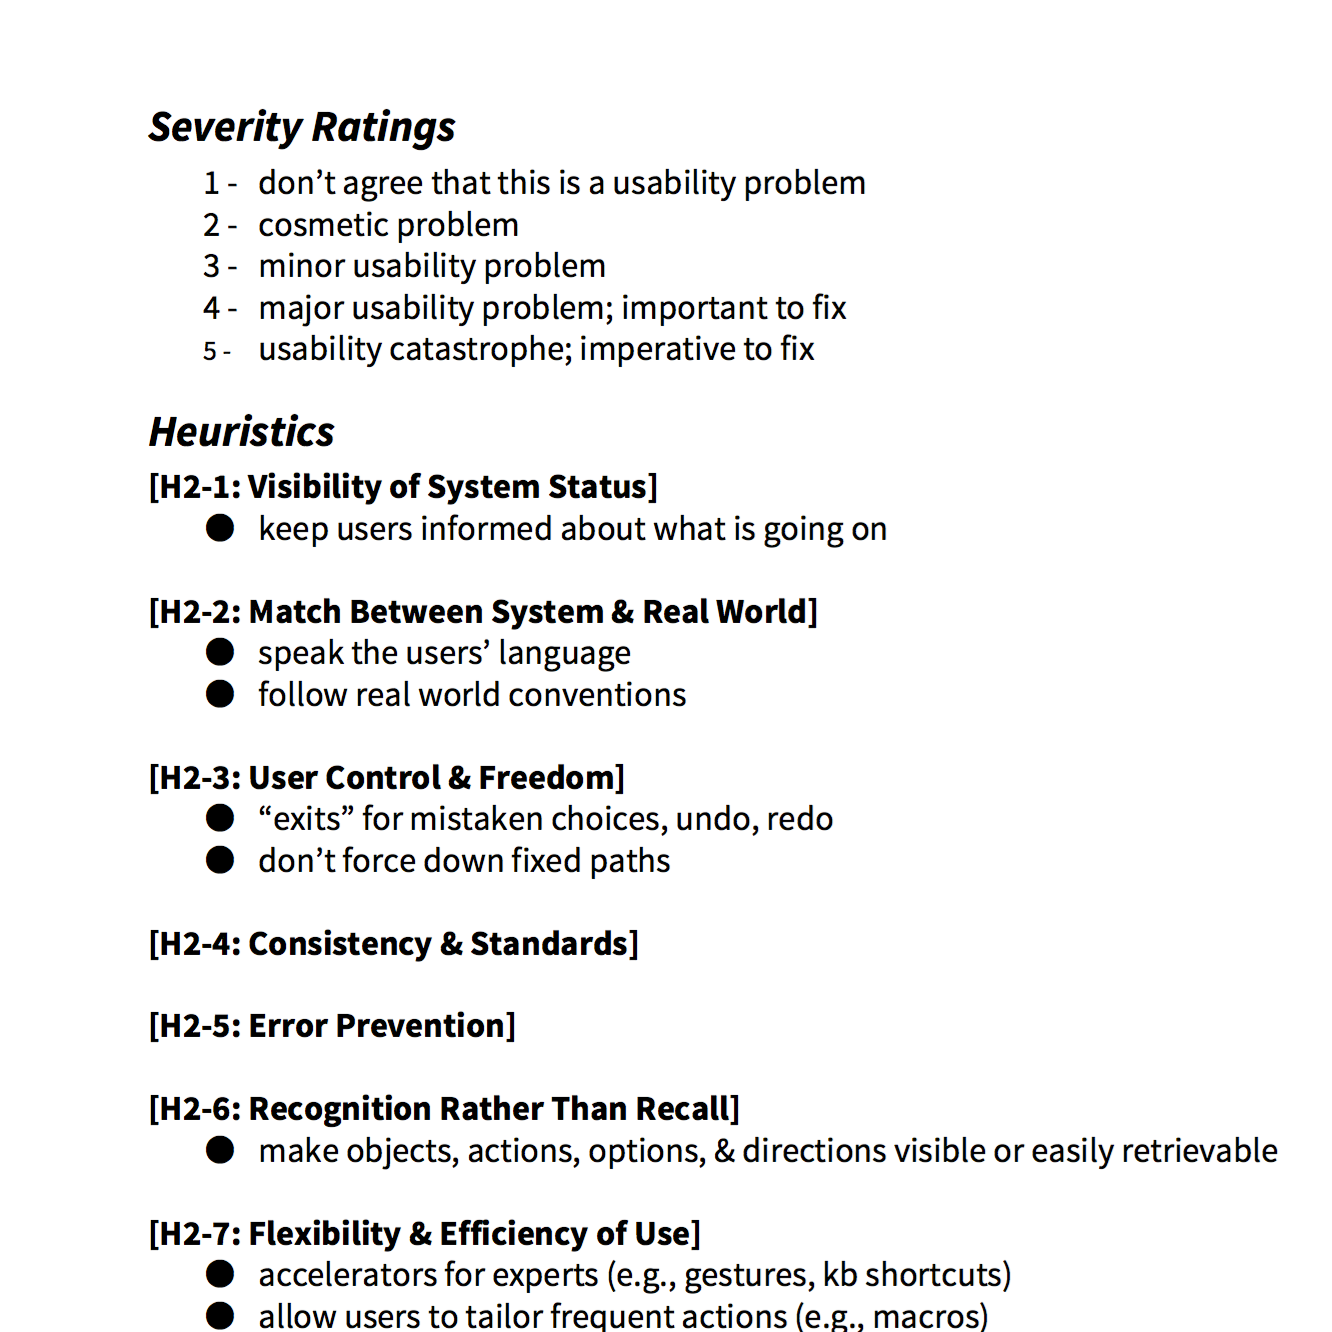 Severity Ratings
1 - don’t agree that this is a usability problem
2 - cosmetic problem
3 - minor usability problem
4 - major usability problem; important to fix
5 - usability catastrophe; imperative to fix
Heuristics
[H2-1: Visibility of System Status]
● keep users informed about what is going on
[H2-2: Match Between System & Real World]
● speak the users’ language
● follow real world conventions
[H2-3: User Control & Freedom]
● “exits” for mistaken choices, undo, redo
● don’t force down fixed paths
[H2-4: Consistency & Standards]
[H2-5: Error Prevention]
[H2-6: Recognition Rather Than Recall]
● make objects, actions, options, & directions visible or easily retrievable
[H2-7: Flexibility & Efficiency of Use]
● accelerators for experts (e.g., gestures, kb shortcuts)
● allow users to tailor frequent actions (e.g., macros)